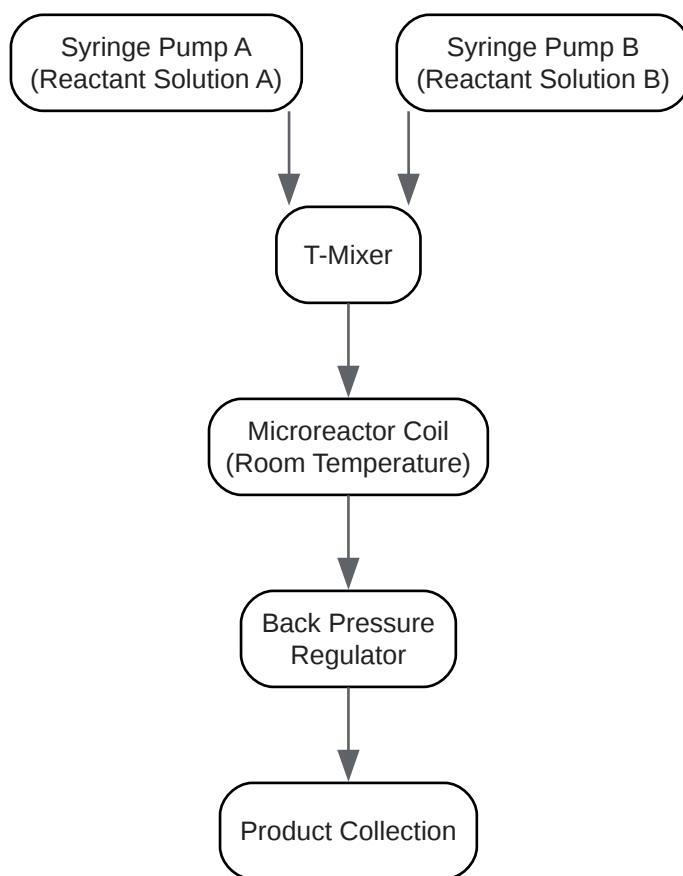 Syringe Pump A
(Reactant Solution A)
Syringe Pump B
(Reactant Solution B)
T-Mixer
Microreactor Coil
(Room Temperature)
Back Pressure
Regulator
Product Collection